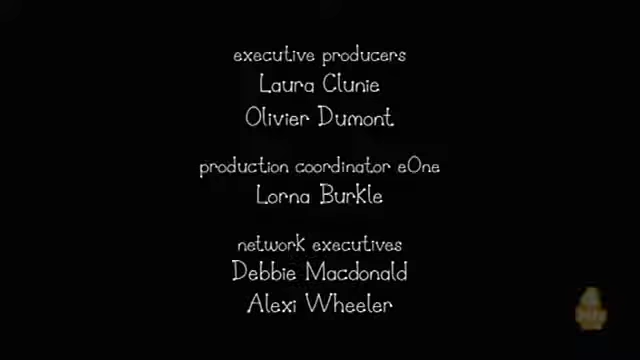 executive producers
Laura Clunie
Olivier Dumont
production coordinator eOne
Lorna Burkle
network executives
Debbie Macdonald
Alexi Wheeler